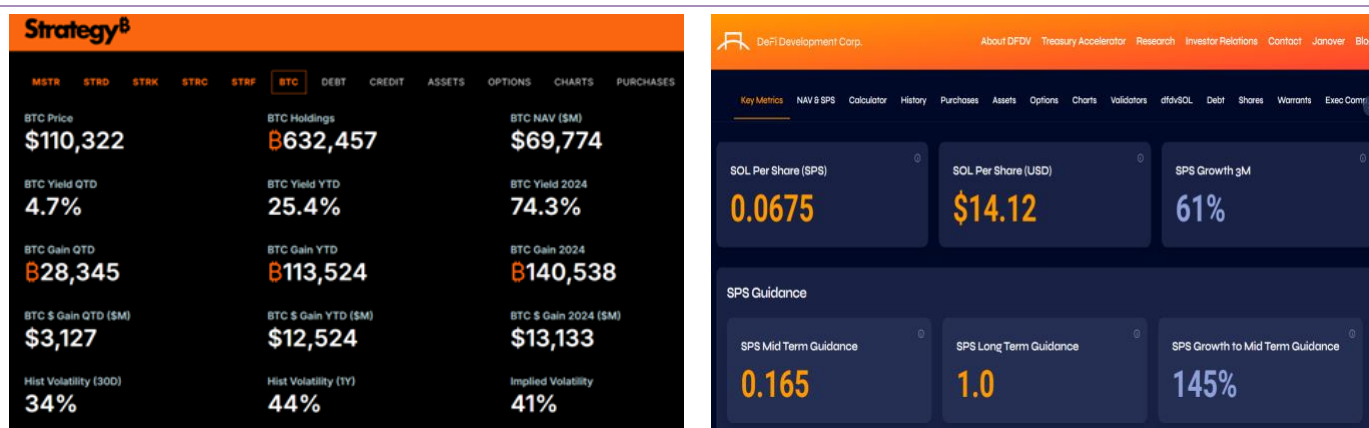 Strategy₿
MSTR STRD STRK STRC STRF BTC DEBT CREDIT ASSETS OPTIONS CHARTS PURCHASES
BTC Price BTC Holdings BTC NAV ($M)
$110,322 ₿632,457 $69,774
BTC Yield QTD BTC Yield YTD BTC Yield 2024
4.7% 25.4% 74.3%
BTC Gain QTD BTC Gain YTD BTC Gain 2024
₿28,345 ₿113,524 ₿140,538
BTC $ Gain QTD ($M) BTC $ Gain YTD ($M) BTC $ Gain 2024 ($M)
$3,127 $12,524 $13,133
Hist Volatility (30D) Hist Volatility (1Y) Implied Volatility
34% 44% 41%
DeFi Development Corp. About DFDV Treasury Accelerator Research Investor Relations Contact Janover Blo
Key Metrics NAV & SPS Calculator History Purchases Assets Options Charts Validators dfdvSOL Debt Shares Warrants Exec Com
SOL Per Share (SPS) SOL Per Share (USD) SPS Growth 3M
0.0675 $14.12 61%
SPS Guidance
SPS Mid Term Guidance SPS Long Term Guidance SPS Growth to Mid Term Guidance
0.165 1.0 145%